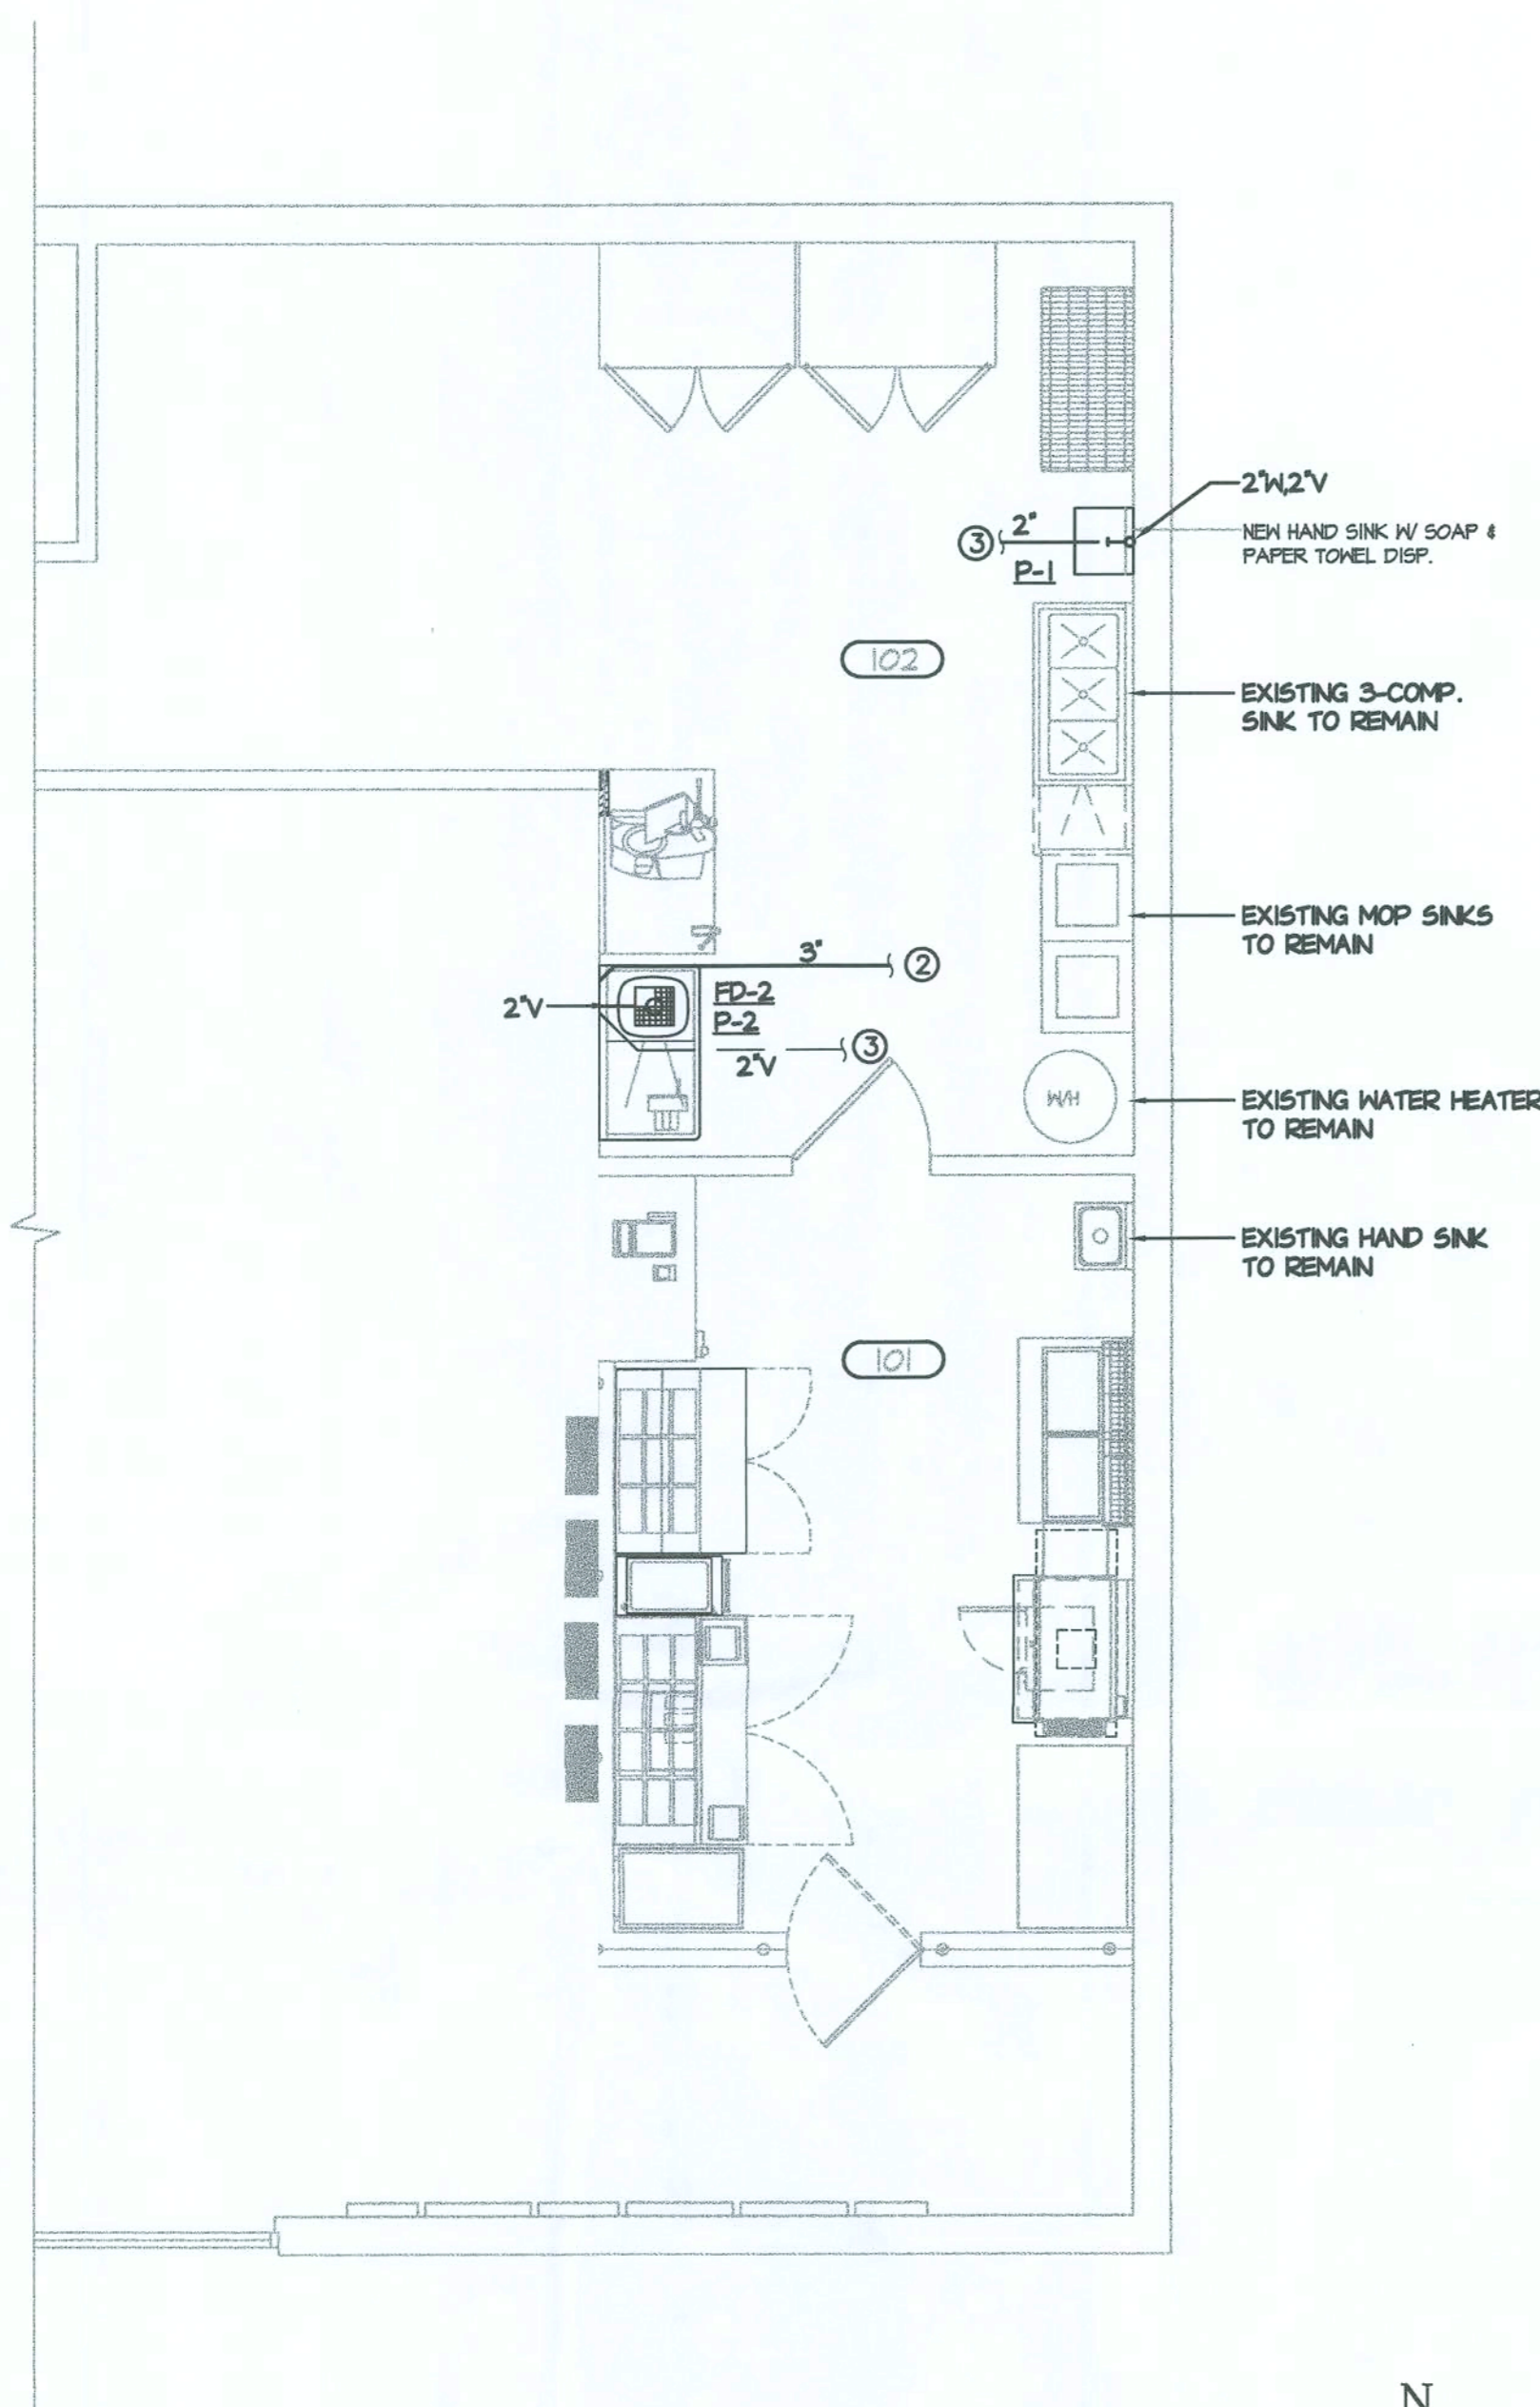 2"W,2"V
NEW HAND SINK W/ SOAP &
PAPER TOWEL DISP.
③ 2"
P-1
102
EXISTING 3-COMP.
SINK TO REMAIN
EXISTING MOP SINKS
TO REMAIN
3" ②
2"V
FD-2
P-2
2"V ③
W/H
EXISTING WATER HEATER
TO REMAIN
EXISTING HAND SINK
TO REMAIN
101
N